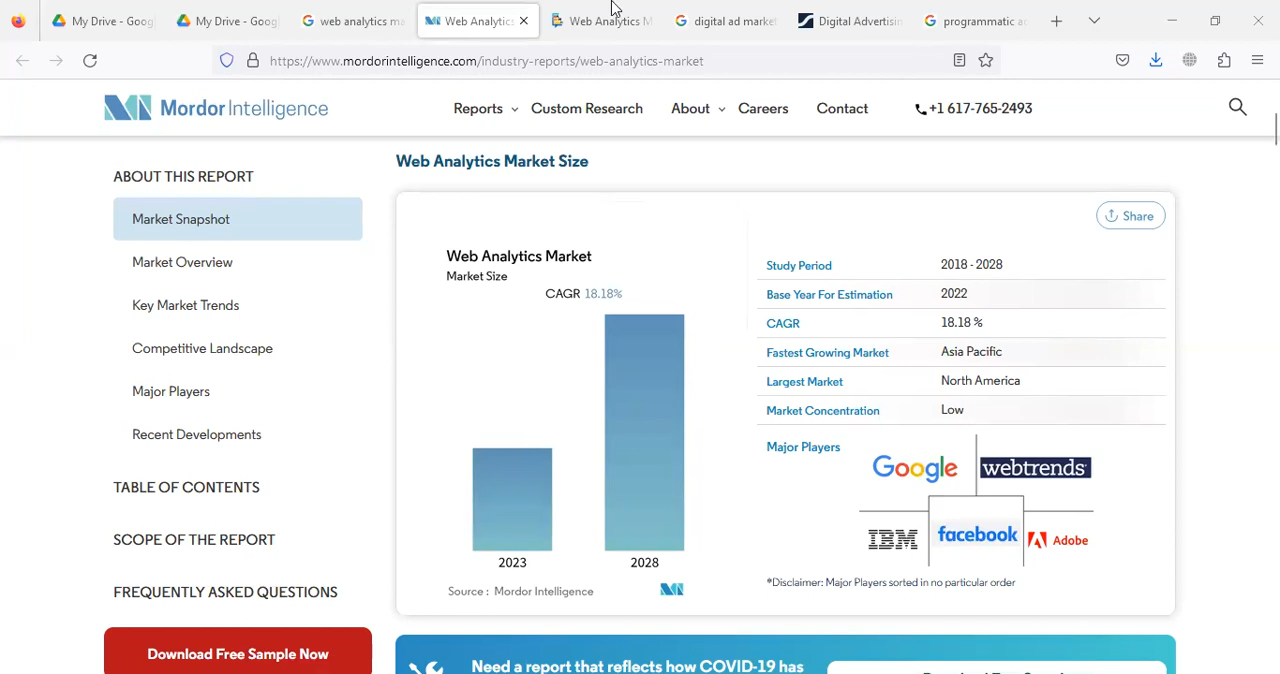 My Drive - Goog
My Drive - Goog
web analytics ma
Web Analytics
Web Analytics M
digital ad marke
Digital Advertisin
programmatic a
https://www.mordorintelligence.com/industry-reports/web-analytics-market
Mordor Intelligence
Reports
Custom Research
About
Careers
Contact
+1 617-765-2493
ABOUT THIS REPORT
Market Snapshot
Market Overview
Key Market Trends
Competitive Landscape
Major Players
Recent Developments
TABLE OF CONTENTS
SCOPE OF THE REPORT
FREQUENTLY ASKED QUESTIONS
Download Free Sample Now
Web Analytics Market Size
Share
Web Analytics Market
Market Size
CAGR 18.18%
2023
2028
Source : Mordor Intelligence
Study Period 2018 - 2028
Base Year For Estimation 2022
CAGR 18.18 %
Fastest Growing Market Asia Pacific
Largest Market North America
Market Concentration Low
Major Players
Google
webtrends
IBM
facebook
Adobe
*Disclaimer: Major Players sorted in no particular order
Need a report that reflects how COVID-19 has